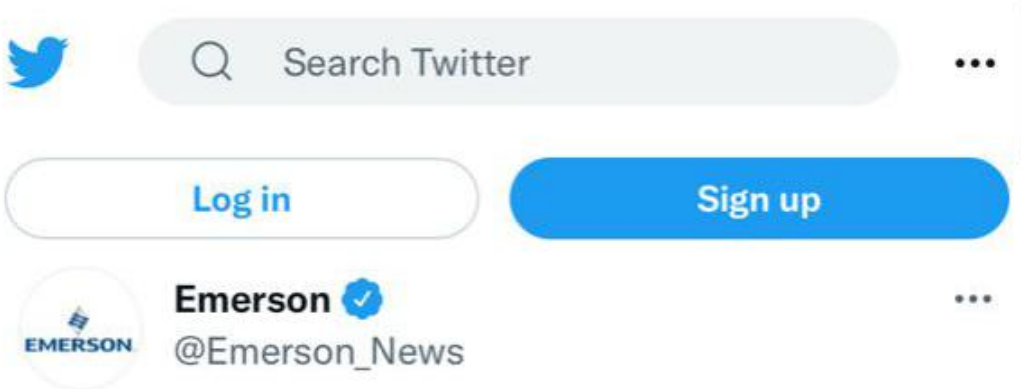 Search Twitter
Log in
Sign up
Emerson
EMERSON
@Emerson_News